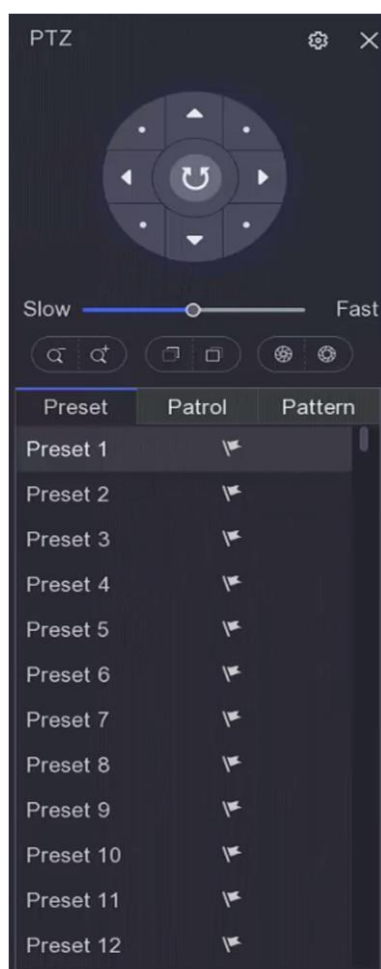 PTZ
Slow Fast
Preset Patrol Pattern
Preset 1
Preset 2
Preset 3
Preset 4
Preset 5
Preset 6
Preset 7
Preset 8
Preset 9
Preset 10
Preset 11
Preset 12